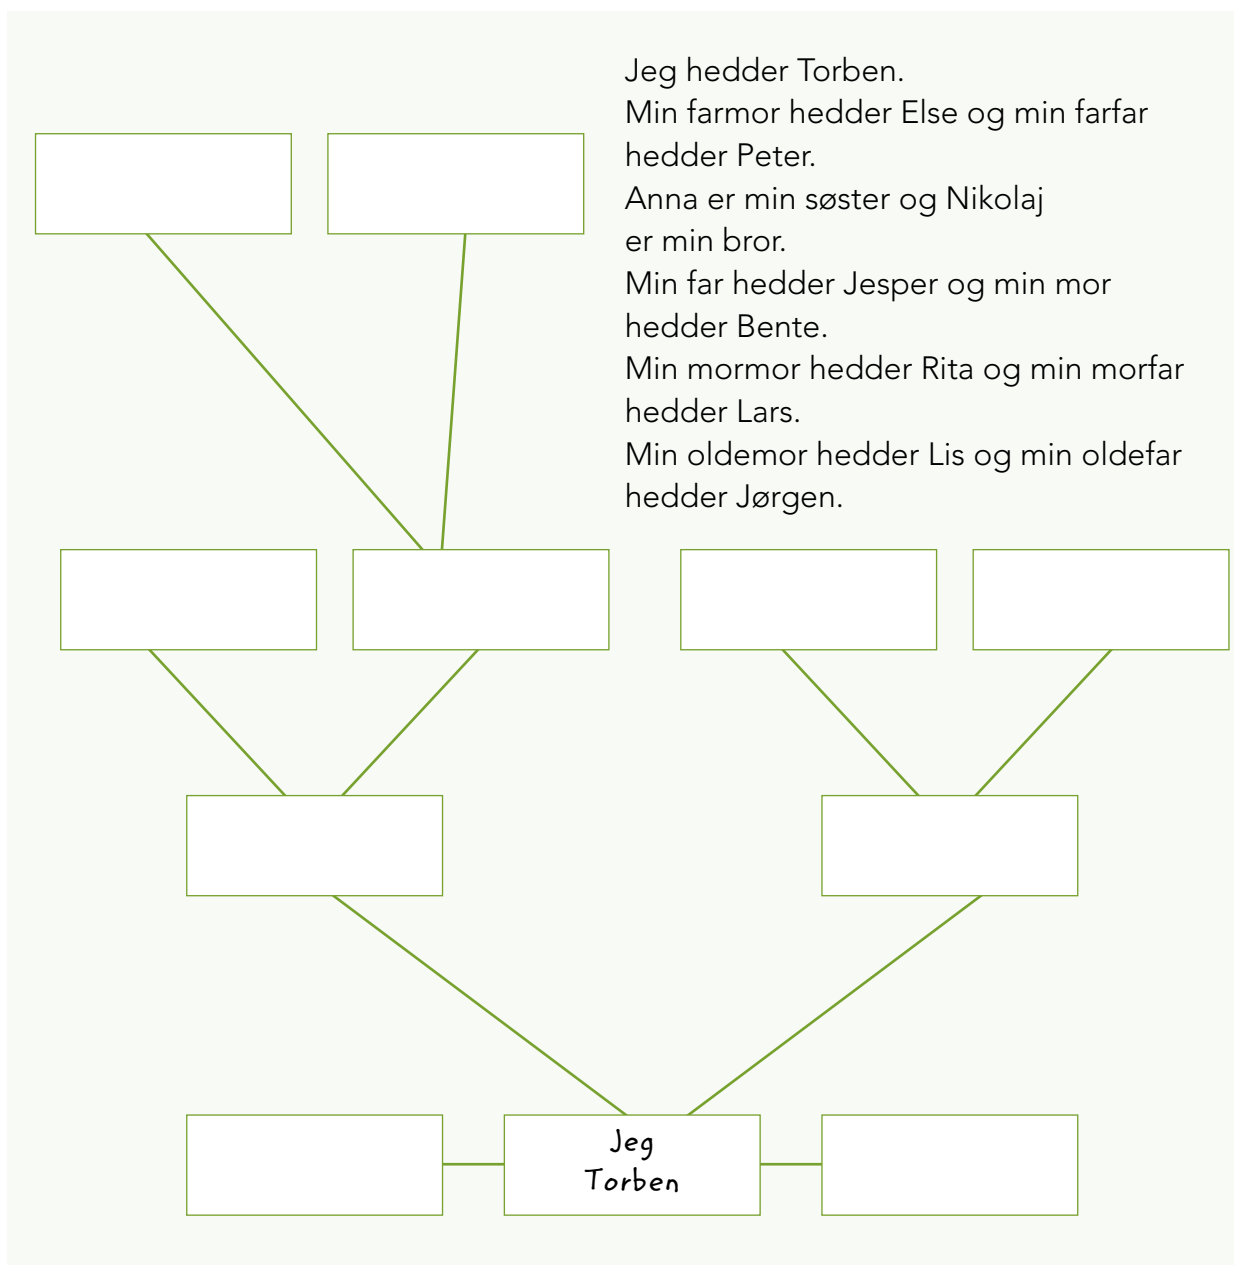 Jeg hedder Torben.
Min farmor hedder Else og min farfar
hedder Peter.
Anna er min søster og Nikolaj
er min bror.
Min far hedder Jesper og min mor
hedder Bente.
Min mormor hedder Rita og min morfar
hedder Lars.
Min oldemor hedder Lis og min oldefar
hedder Jørgen.
Jeg
Torben